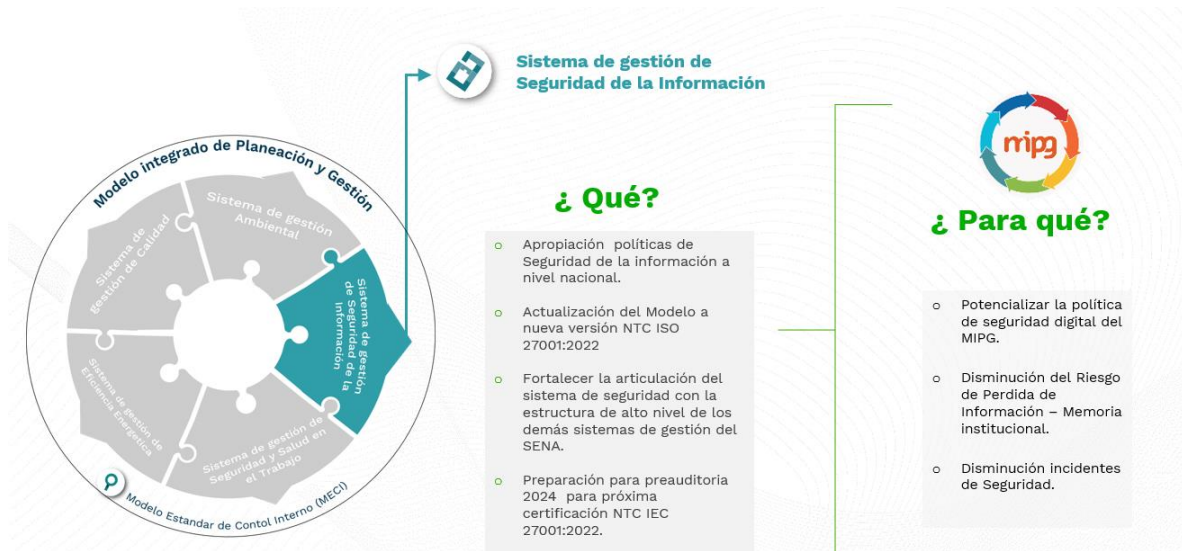 Sistema de gestión de
Seguridad de la Información
Modelo integrado de Planeación y Gestión
Sistema de gestión
Ambiental
Sistema de
gestión de Calidad
Sistema de gestión
de Seguridad de la
Información
Sistema de gestión de
Eficiencia Energetica
Sistema de gestión de
Seguridad y Salud en
el Trabajo
Modelo Estandar de Contol Interno (MECI)
¿ Qué?
o Apropiación políticas de
Seguridad de la información a
nivel nacional.
o Actualización del Modelo a
nueva versión NTC ISO
27001:2022
o Fortalecer la articulación del
sistema de seguridad con la
estructura de alto nivel de los
demás sistemas de gestión del
SENA.
o Preparación para preauditoria
2024 para próxima
certificación NTC IEC
27001:2022.
mipg
¿ Para qué?
o Potencializar la política
de seguridad digital del
MIPG.
o Disminución del Riesgo
de Perdida de
Información – Memoria
institucional.
o Disminución incidentes
de Seguridad.